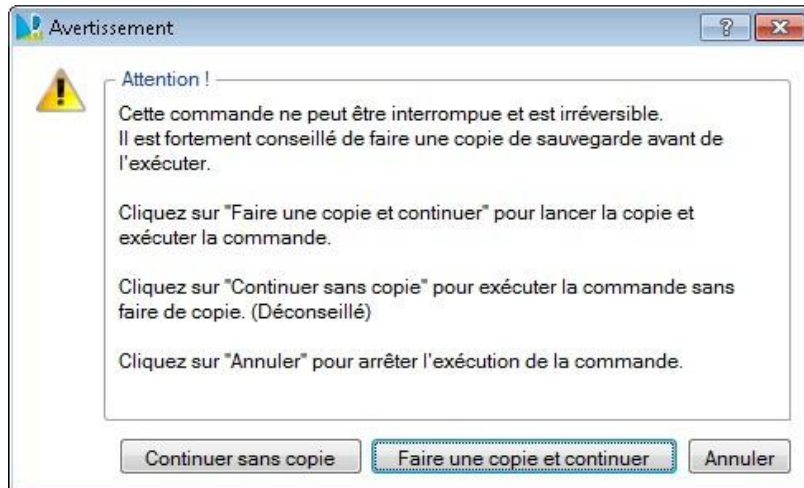 Avertissement
Attention !
Cette commande ne peut être interrompue et est irréversible.
Il est fortement conseillé de faire une copie de sauvegarde avant de
l'exécuter.
Cliquez sur "Faire une copie et continuer" pour lancer la copie et
exécuter la commande.
Cliquez sur "Continuer sans copie" pour exécuter la commande sans
faire de copie. (Déconseillé)
Cliquez sur "Annuler" pour arrêter l'exécution de la commande.
Continuer sans copie
Faire une copie et continuer
Annuler